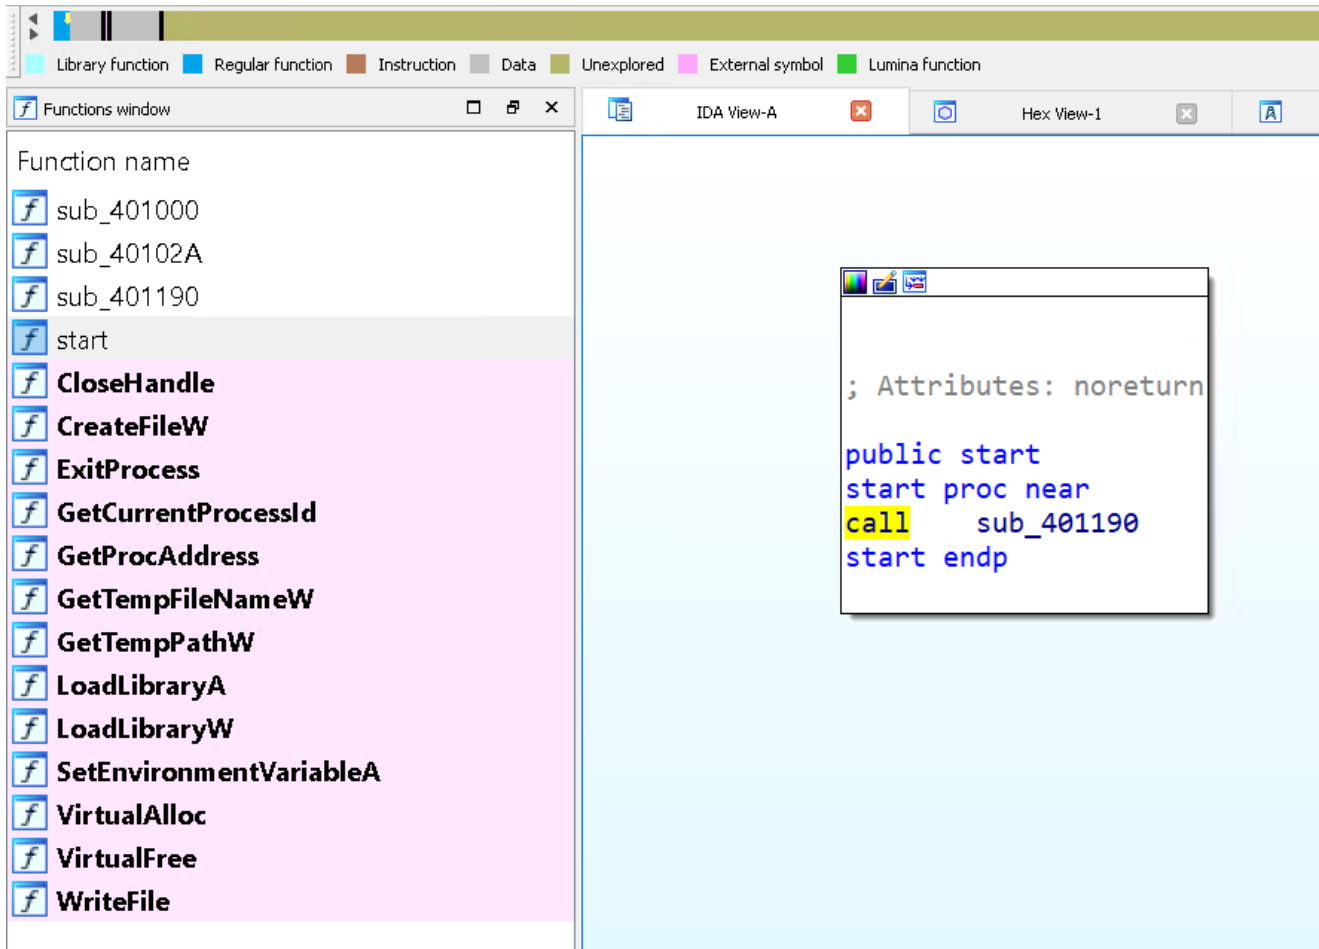 Library function Regular function Instruction Data Unexplored External symbol Lumina function
Functions window
IDA View-A
Hex View-1
Function name
sub_401000
sub_40102A
sub_401190
start
CloseHandle
CreateFileW
ExitProcess
GetCurrentProcessId
GetProcAddress
GetTempFileNameW
GetTempPathW
LoadLibraryA
LoadLibraryW
SetEnvironmentVariableA
VirtualAlloc
VirtualFree
WriteFile
; Attributes: noreturn
public start
start proc near
call sub_401190
start endp